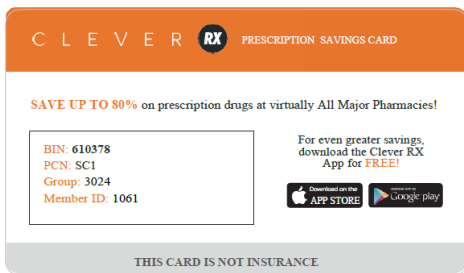 CLEVER RX PRESCRIPTION SAVINGS CARD
SAVE UP TO 80% on prescription drugs at virtually All Major Pharmacies!
BIN: 610378
PCN: SC1
Group: 3024
Member ID: 1061
For even greater savings,
download the Clever RX
App for FREE!
Download on the
APP STORE
Google play
THIS CARD IS NOT INSURANCE